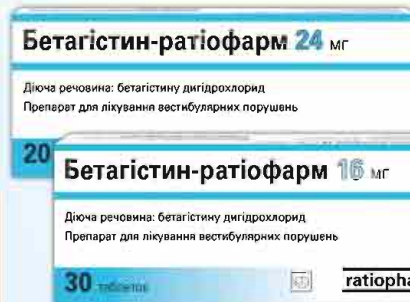 Бетагістин-ратіофарм 24 мг
Діюча речовина: бетагістину дигідрохлорид
Препарат для лікування вестибулярних порушень
20
Бетагістин-ратіофарм 16 мг
Діюча речовина: бетагістину дигідрохлорид
Препарат для лікування вестибулярних порушень
30 таблеток
ratiopha